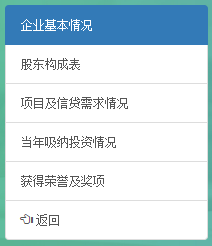 企业基本情况
股东构成表
项目及信贷需求情况
当年吸纳投资情况
获得荣誉及奖项
返回